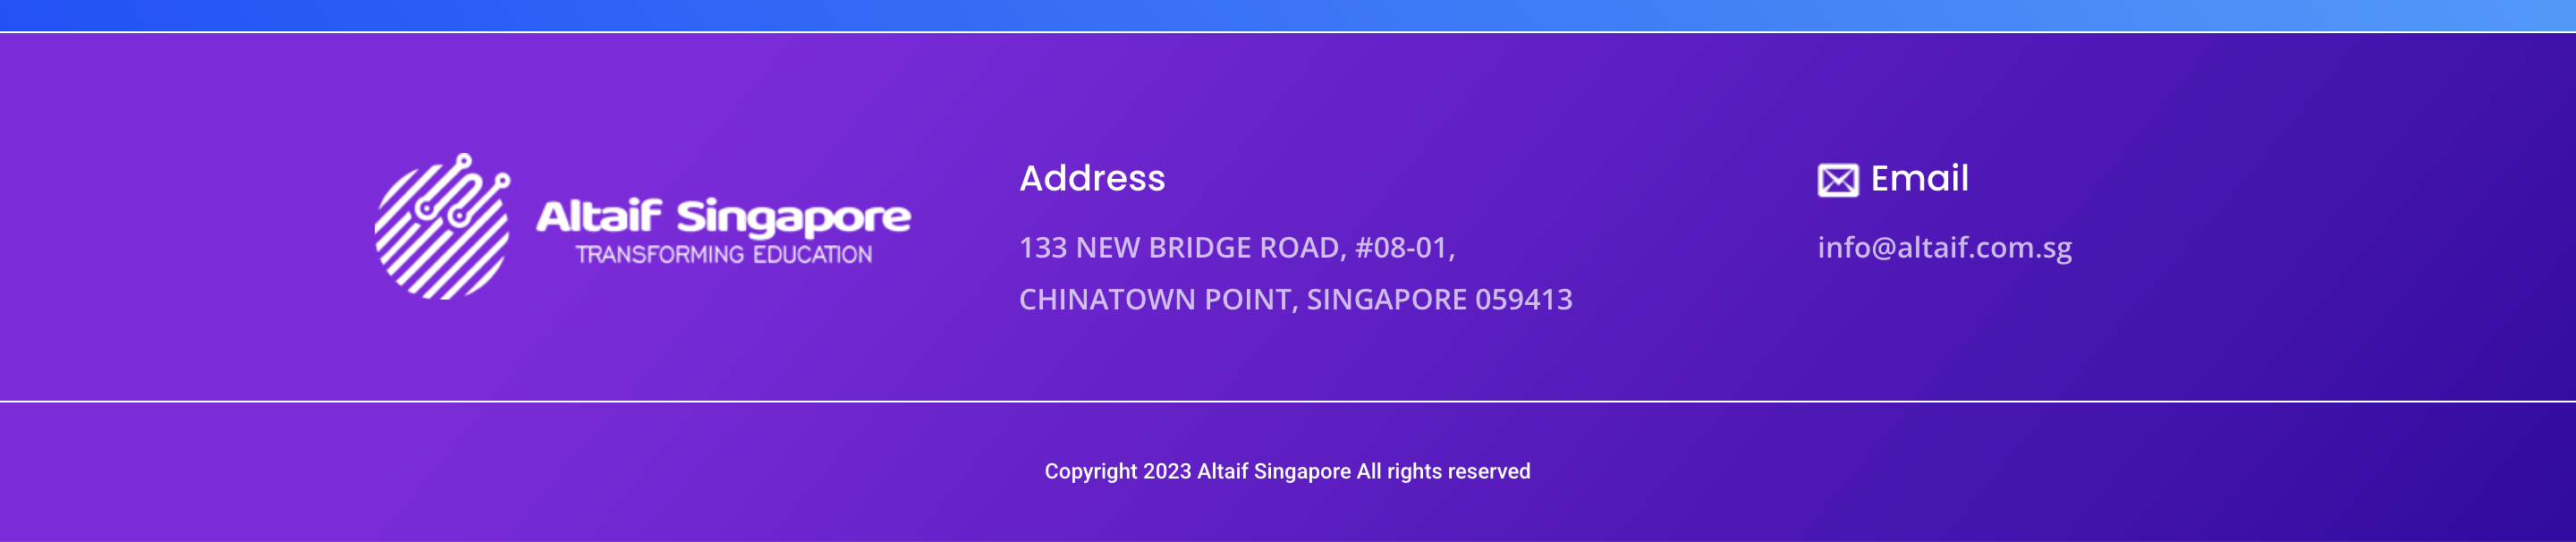 Altaif Singapore
TRANSFORMING EDUCATION
Address
133 NEW BRIDGE ROAD, #08-01,
CHINATOWN POINT, SINGAPORE 059413
Email
info@altaif.com.sg
Copyright 2023 Altaif Singapore All rights reserved